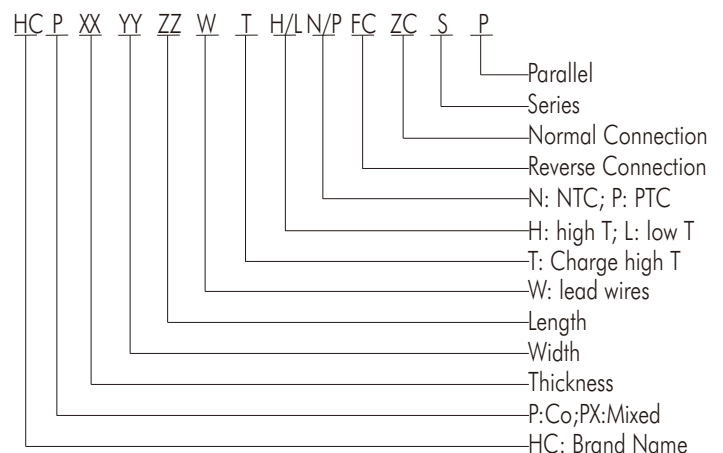 HC P XX YY ZZ W T H/L N/P FC ZC S P
Parallel
Series
Normal Connection
Reverse Connection
N: NTC; P: PTC
H: high T; L: low T
T: Charge high T
W: lead wires
Length
Width
Thickness
P:Co;PX:Mixed
HC: Brand Name